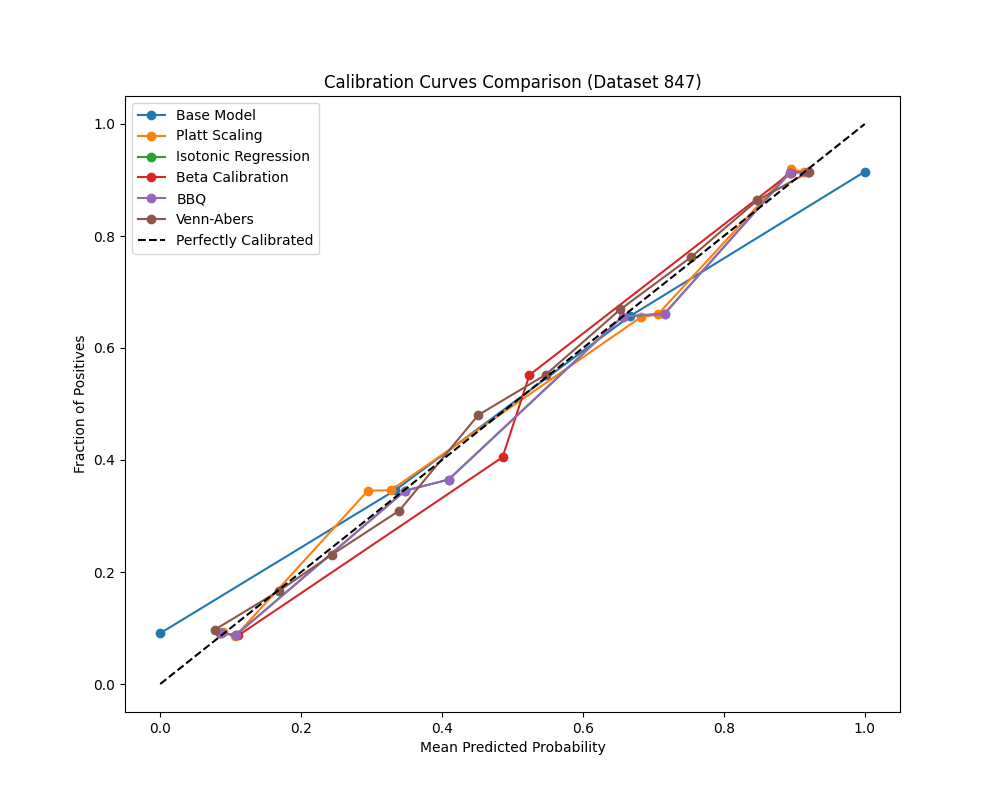 Calibration Curves Comparison (Dataset 847)
Base Model
Platt Scaling
Isotonic Regression
Beta Calibration
BBQ
Venn-Abers
Perfectly Calibrated
1.0
0.8
0.6
0.4
0.2
0.0
Fraction of Positives
0.0 0.2 0.4 0.6 0.8 1.0
Mean Predicted Probability